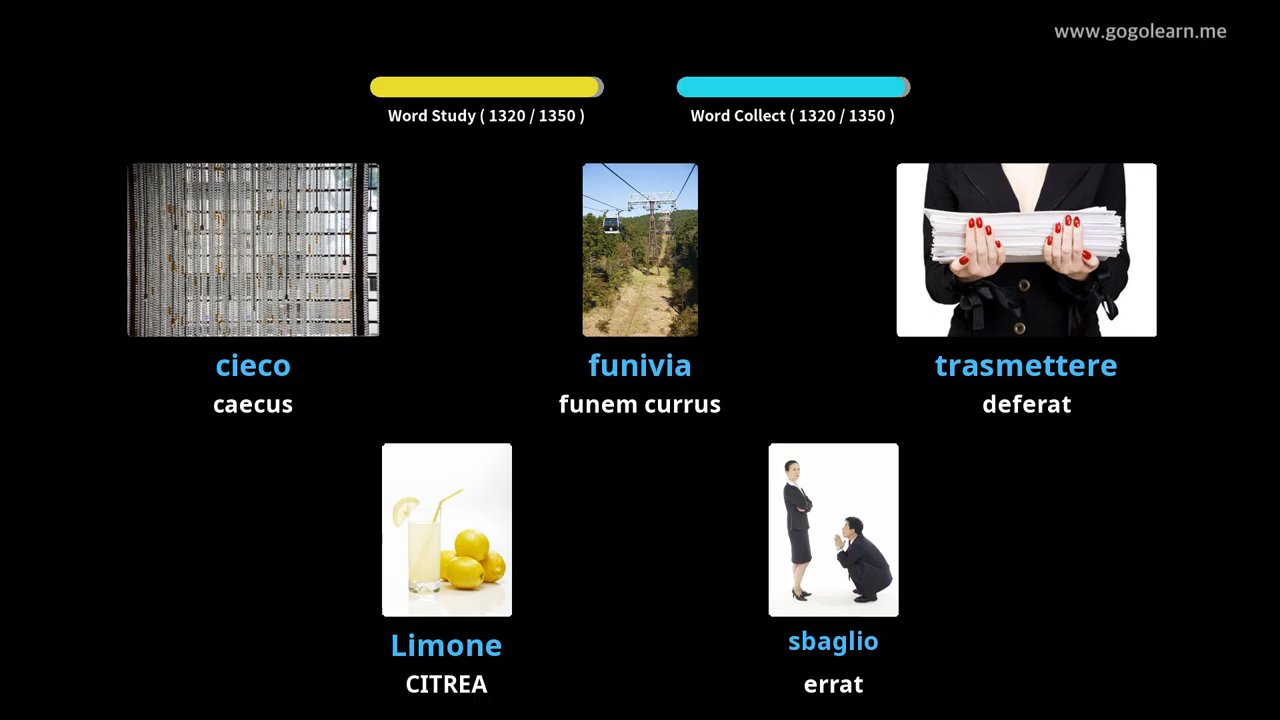 www.gogolearn.me
Word Study ( 1320 / 1350 )
Word Collect ( 1320 / 1350 )
cieco
caecus
funivia
funem currus
trasmettere
deferat
Limone
CITREA
sbaglio
errat